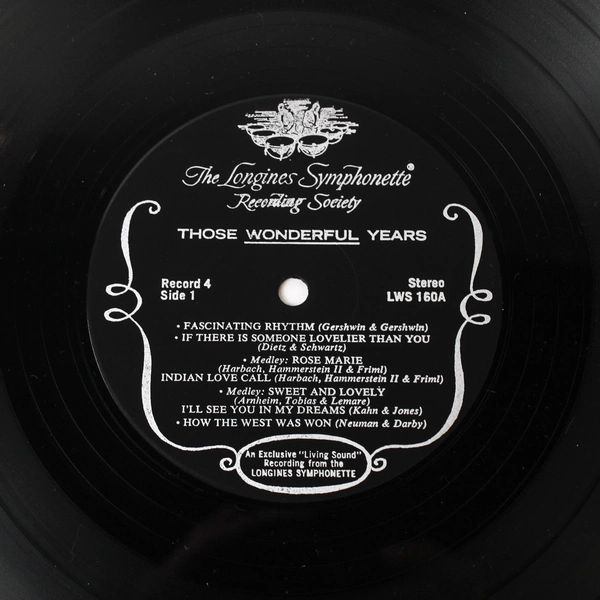 The Longines Symphonette®
Recording Society
THOSE WONDERFUL YEARS
Record 4
Side 1
Stereo
LWS 160A
• FASCINATING RHYTHM (Gershwin & Gershwin)
• IF THERE IS SOMEONE LOVELIER THAN YOU
(Dietz & Schwartz)
• Medley: ROSE MARIE
(Harbach, Hammerstein II & Friml)
INDIAN LOVE CALL (Harbach, Hammerstein II & Friml)
• Medley: SWEET AND LOVELY
(Arnheim, Tobias & Lemare)
I'LL SEE YOU IN MY DREAMS (Kahn & Jones)
• HOW THE WEST WAS WON (Neuman & Darby)
An Exclusive "Living Sound"
Recording from the
LONGINES SYMPHONETTE